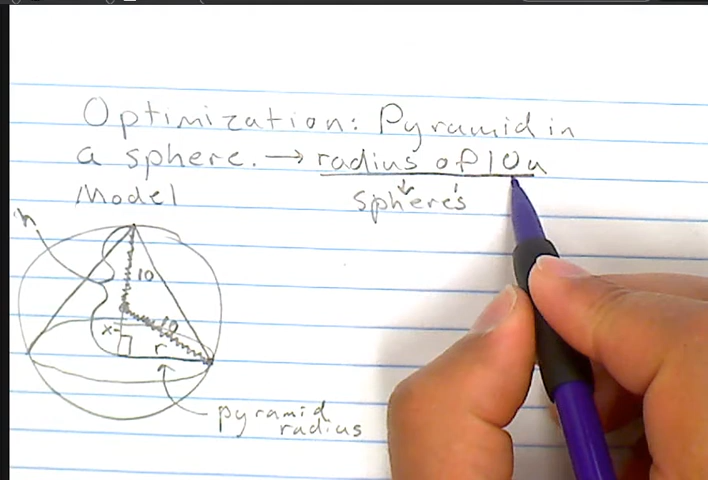 Optimization: Pyramid in
a sphere. → radius of 10u
Model
sphere's
h
10
10
x
r
pyramid
radius